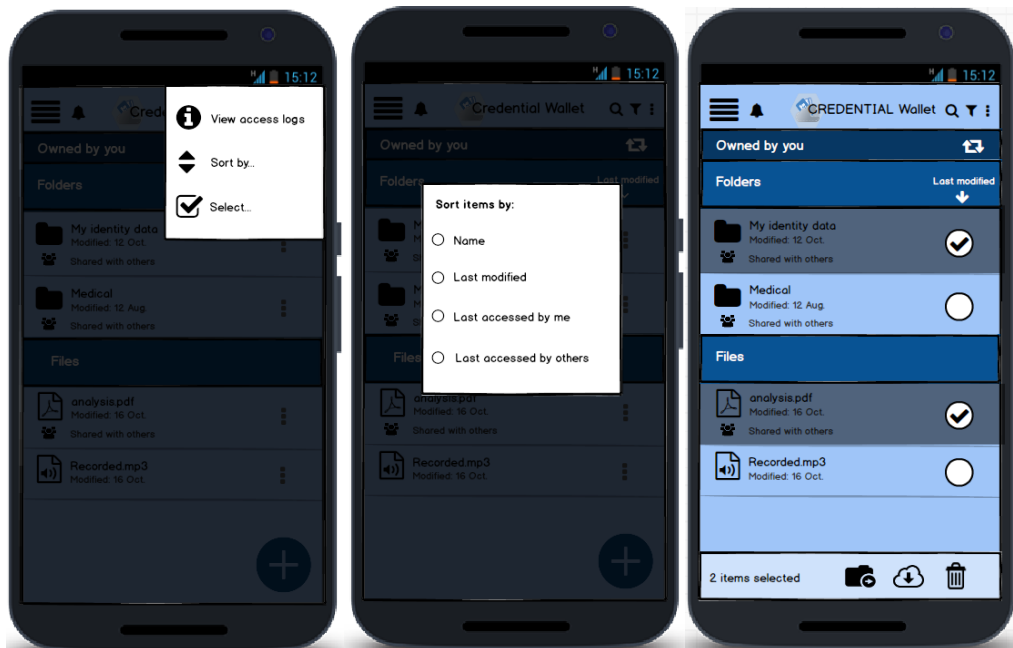 H 15:12
Crede
View access logs
Sort by...
Select...
Owned by you
Folders
My identity data
Modified: 12 Oct.
Shared with others
Medical
Modified: 12 Aug.
Shared with others
Files
analysis.pdf
Modified: 16 Oct.
Shared with others
Recorded.mp3
Modified: 16 Oct.
H 15:12
Credential Wallet
Owned by you
Folders
Last modified
Sort items by:
Name
Last modified
Last accessed by me
Last accessed by others
Files
analysis.pdf
Modified: 16 Oct.
Shared with others
Recorded.mp3
Modified: 16 Oct.
H 15:12
CREDENTIAL Wallet
Owned by you
Folders
Last modified
My identity data
Modified: 12 Oct.
Shared with others
Medical
Modified: 12 Aug.
Shared with others
Files
analysis.pdf
Modified: 16 Oct.
Shared with others
Recorded.mp3
Modified: 16 Oct.
2 items selected